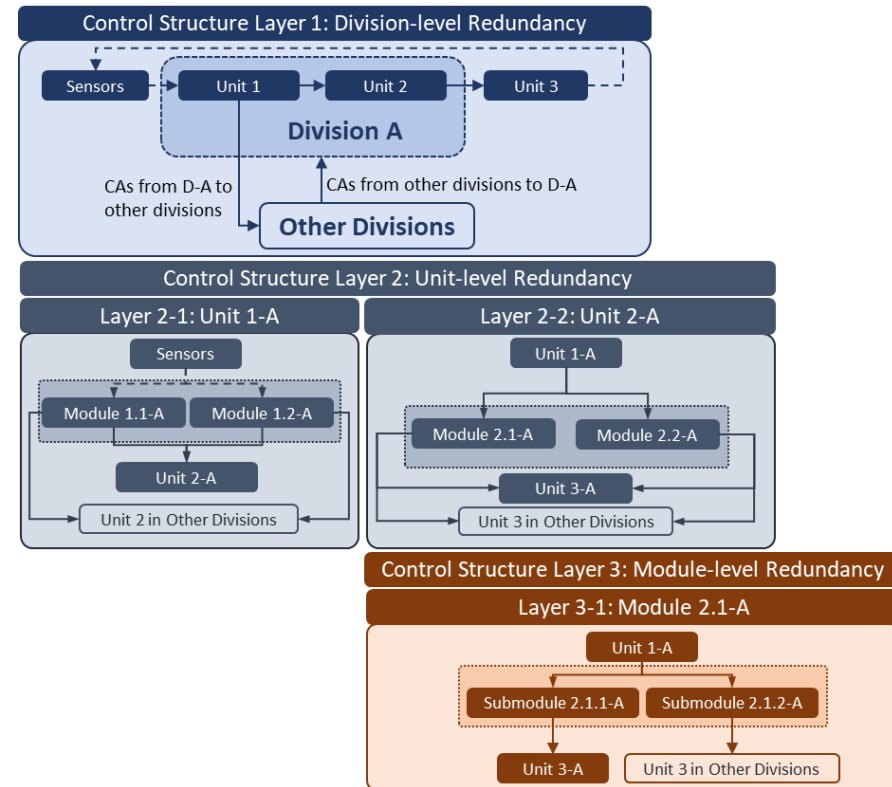 Control Structure Layer 1: Division-level Redundancy
Sensors
Unit 1
Unit 2
Unit 3
Division A
CAs from D-A to
other divisions
CAs from other divisions to D-A
Other Divisions
Control Structure Layer 2: Unit-level Redundancy
Layer 2-1: Unit 1-A
Sensors
Module 1.1-A
Module 1.2-A
Unit 2-A
Unit 2 in Other Divisions
Layer 2-2: Unit 2-A
Unit 1-A
Module 2.1-A
Module 2.2-A
Unit 3-A
Unit 3 in Other Divisions
Control Structure Layer 3: Module-level Redundancy
Layer 3-1: Module 2.1-A
Unit 1-A
Submodule 2.1.1-A
Submodule 2.1.2-A
Unit 3-A
Unit 3 in Other Divisions